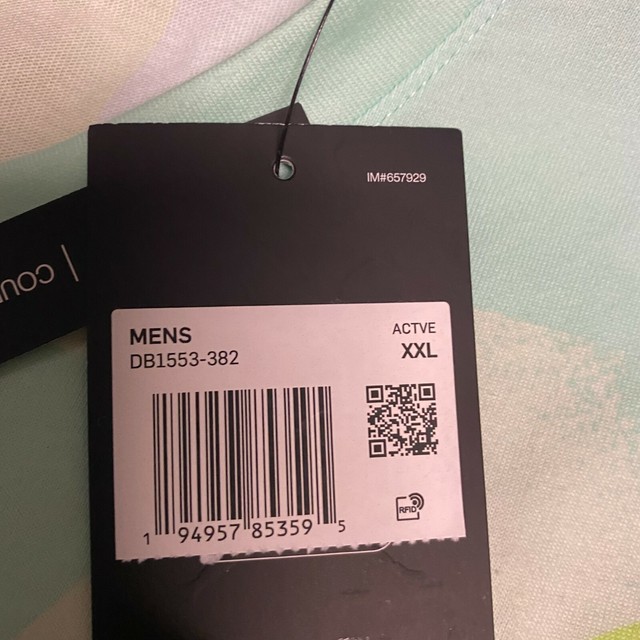 IM#657929
MENS
ACTVE
DB1553-382
XXL
RFID
1 94957 85359 5